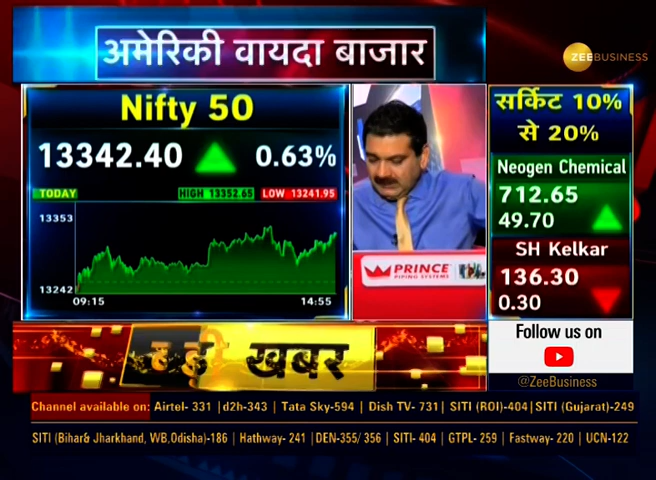 अमेरिकी वायदा बाजार
ZEEBUSINESS
Nifty 50
13342.40 0.63%
TODAY HIGH 13352.65 LOW 13241.95
13353
13242
09:15 14:55
PRINCE
PIPING SYSTEMS
सर्किट 10%
से 20%
Neogen Chemical
712.65
49.70
SH Kelkar
136.30
0.30
खबर
Follow us on
@ZeeBusiness
Channel available on: Airtel- 331 |d2h-343 | Tata Sky-594 | Dish TV- 731| SITI (ROI)-404| SITI (Gujarat)-249
SITI (Bihar& Jharkhand, WB,Odisha)-186 | Hathway- 241 |DEN-355/ 356 | SITI- 404 | GTPL- 259 | Fastway- 220 | UCN-122